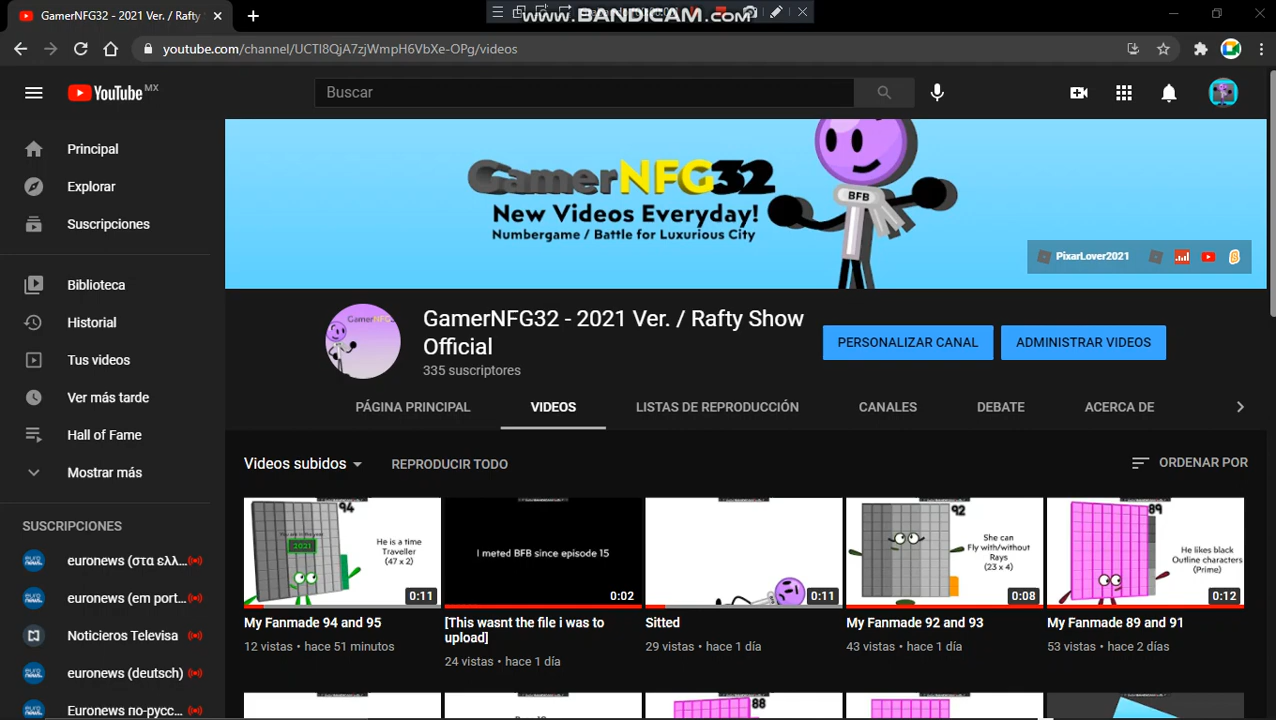 GamerNFG32 - 2021 Ver. / Rafty
www.BANDICAM.com
youtube.com/channel/UCTl8QjA7zjWmpH6VbXe-OPg/videos
YouTube MX
Buscar
Principal
Explorar
Suscripciones
Biblioteca
Historial
Tus videos
Ver más tarde
Hall of Fame
Mostrar más
SUSCRIPCIONES
euronews (στα ελλ...
euronews (em port...
Noticieros Televisa
euronews (deutsch)
Euronews по-русс...
GamerNFG32
New Videos Everyday!
Numbergame / Battle for Luxurious City
BFB
PixarLover2021
GamerNFG32 - 2021 Ver. / Rafty Show
Official
335 suscriptores
PERSONALIZAR CANAL
ADMINISTRAR VIDEOS
PÁGINA PRINCIPAL
VIDEOS
LISTAS DE REPRODUCCIÓN
CANALES
DEBATE
ACERCA DE
Videos subidos
REPRODUCIR TODO
ORDENAR POR
94
2021
He is a time
Traveller
(47 x 2)
0:11
My Fanmade 94 and 95
12 vistas • hace 51 minutos
I meted BFB since episode 15
0:02
[This wasnt the file i was to
upload]
24 vistas • hace 1 día
0:11
Sitted
29 vistas • hace 1 día
92
She can
Fly with/without
Rays
(23 x 4)
0:08
My Fanmade 92 and 93
43 vistas • hace 1 día
89
He likes black
Outline characters
(Prime)
0:12
My Fanmade 89 and 91
53 vistas • hace 2 días
88